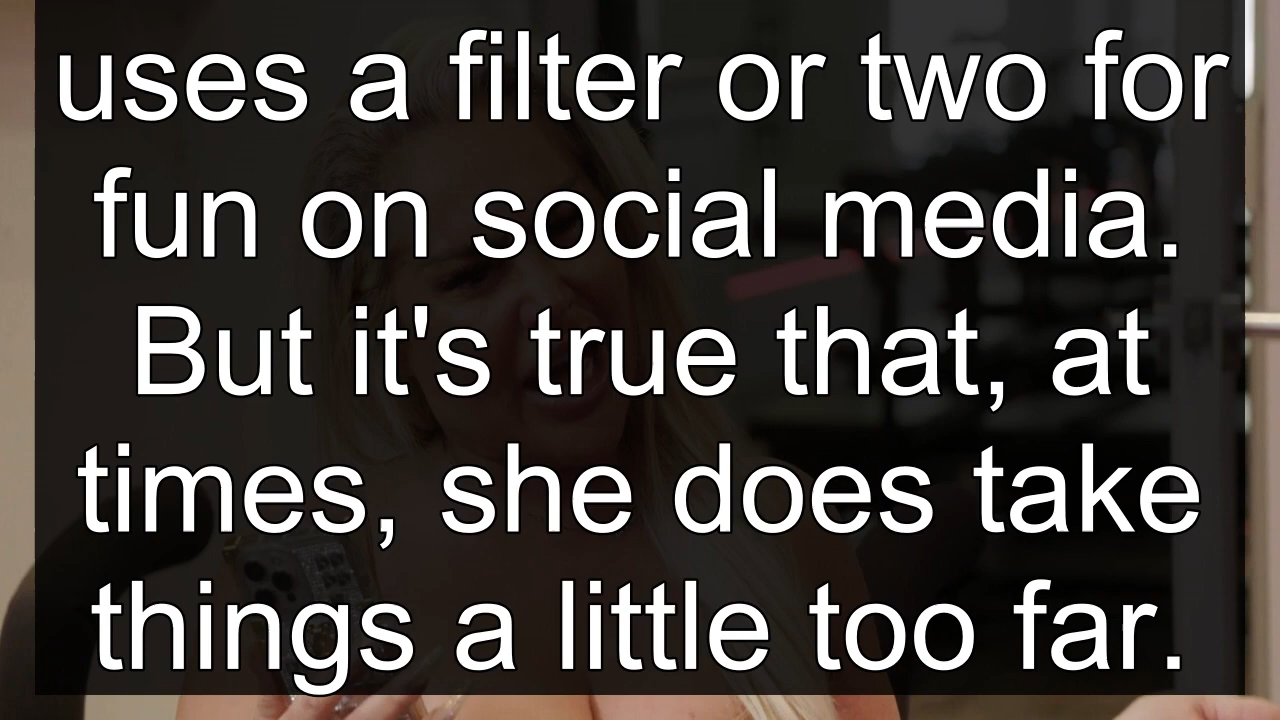 uses a filter or two for
fun on social media.
But it's true that, at
times, she does take
things a little too far.